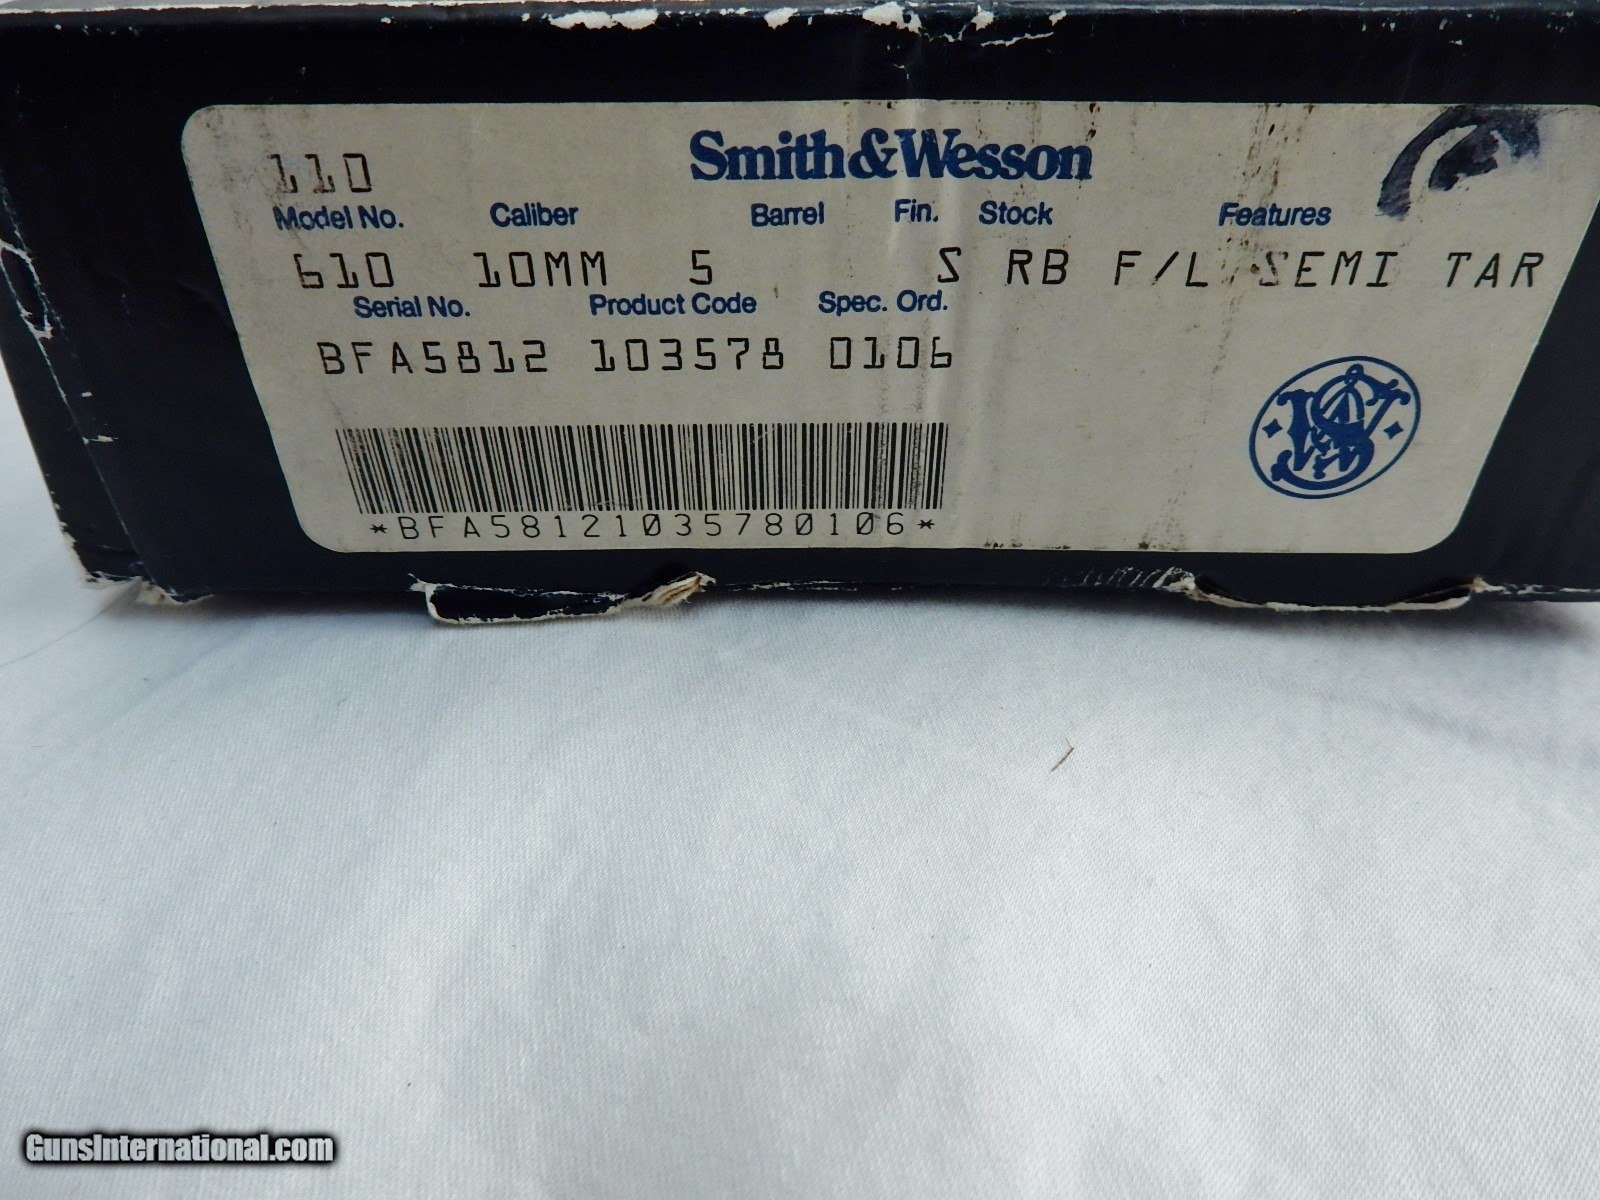 Smith & Wesson
110
Model No. Caliber Barrel Fin. Stock Features
610 10MM 5 S RB F/L SEMI TAR
Serial No. Product Code Spec. Ord.
BFA5812 103578 0106
*BFA58121035780106*
SW
GunsInternational.com